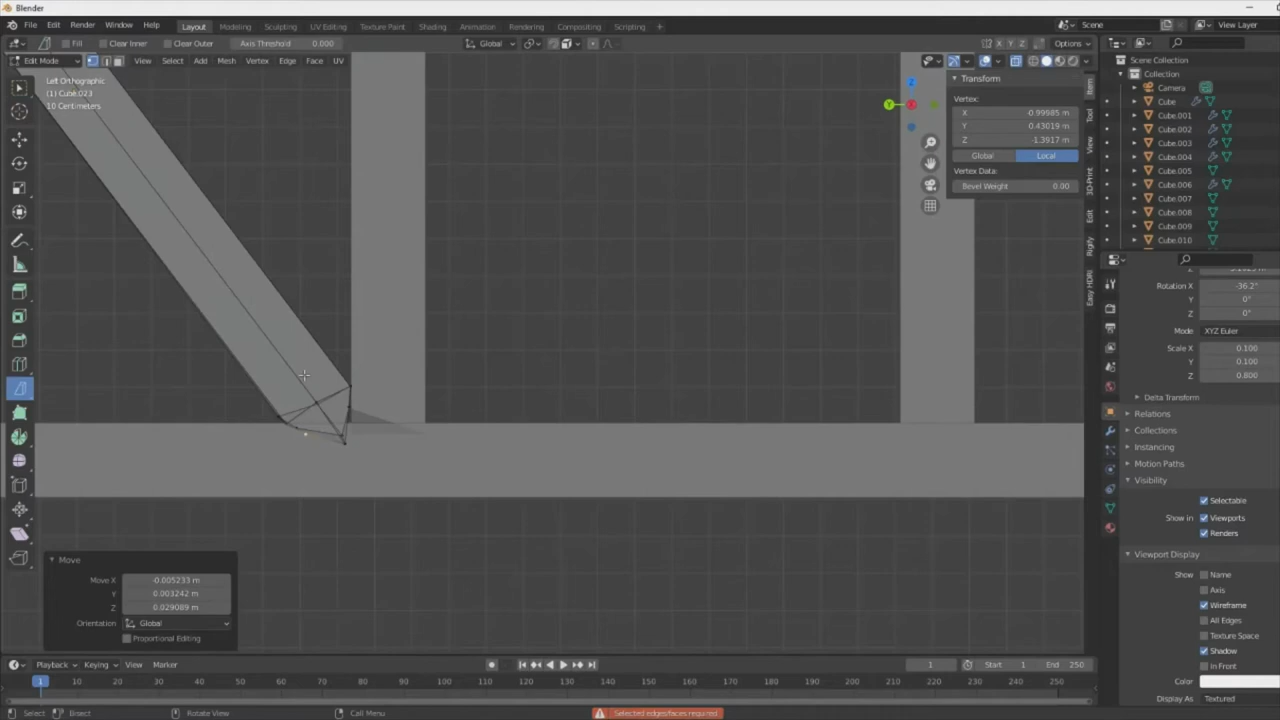 Blender
File Edit Render Window Help Layout Modeling Sculpting UV Editing Texture Paint Shading Animation Rendering Compositing Scripting + Scene View Layer
Fill Clear Inner Clear Outer Axis Threshold 0.000 Global X Y Z Options
Edit Mode View Select Add Mesh Vertex Edge Face UV
Left Orthographic
(1) Cube.023
10 Centimeters
Transform
Vertex:
X -0.99985 m
Y 0.43019 m
Z -1.3917 m
Global Local
Vertex Data:
Bevel Weight 0.00
Item
Tool
View
3D-Print
Edit
Rigify
Easy HDRI
Scene Collection
Collection
Camera
Cube
Cube.001
Cube.002
Cube.003
Cube.004
Cube.005
Cube.006
Cube.007
Cube.008
Cube.009
Cube.010
Rotation X -36.2°
Y 0°
Z 0°
Mode XYZ Euler
Scale X 0.100
Y 0.100
Z 0.800
Delta Transform
Relations
Collections
Instancing
Motion Paths
Visibility
Selectable
Show in Viewports
Renders
Viewport Display
Show Name
Axis
Wireframe
All Edges
Texture Space
Shadow
In Front
Color
Display As Textured
Move
Move X -0.005233 m
Y 0.003242 m
Z 0.029089 m
Orientation Global
Proportional Editing
Playback Keying View Marker 1 Start 1 End 250
1 10 20 30 40 50 60 70 80 90 100 110 120 130 140 150 160 170 180 190 200 210 220 230 240 250
Select Bisect Rotate View Call Menu Selected edges/faces required